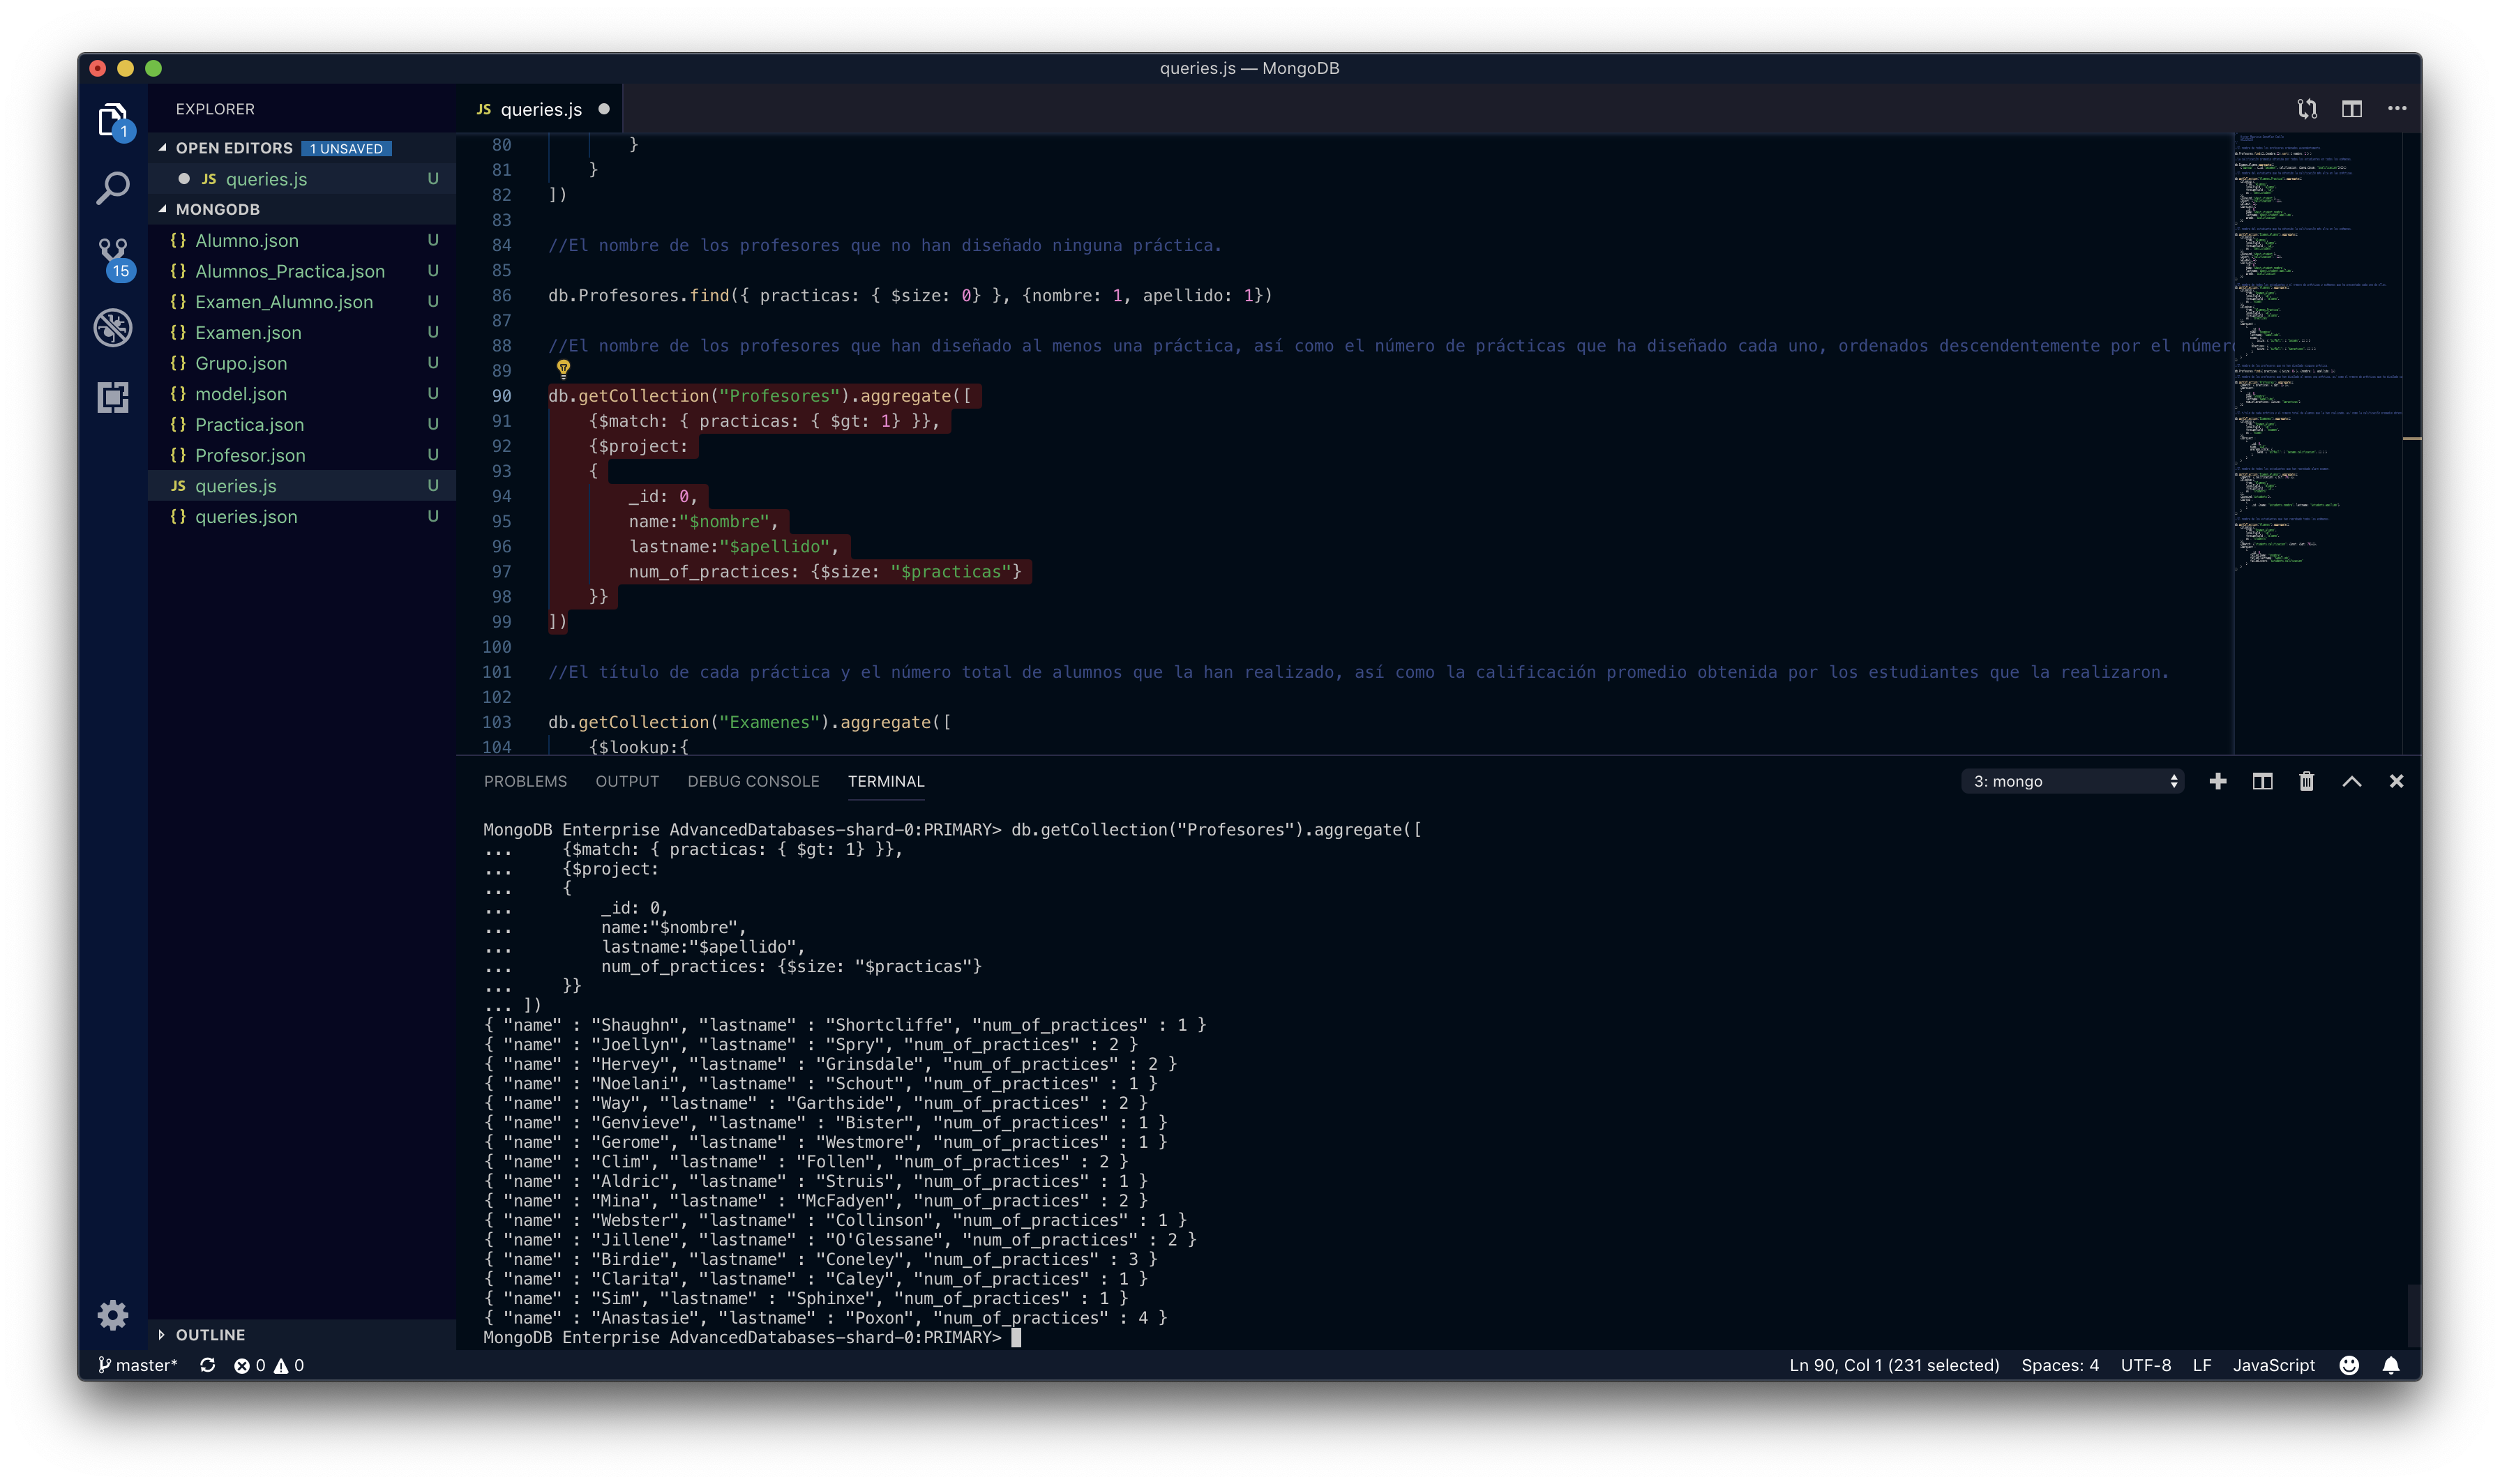 queries.js — MongoDB
EXPLORER
OPEN EDITORS 1 UNSAVED
JS queries.js U
MONGODB
{} Alumno.json U
{} Alumnos_Practica.json U
{} Examen_Alumno.json U
{} Examen.json U
{} Grupo.json U
{} model.json U
{} Practica.json U
{} Profesor.json U
JS queries.js U
{} queries.json U
OUTLINE
1
15
JS queries.js
80 }
81 }
82 ])
83
84 //El nombre de los profesores que no han diseñado ninguna práctica.
85
86 db.Profesores.find({ practicas: { $size: 0} }, {nombre: 1, apellido: 1})
87
88 //El nombre de los profesores que han diseñado al menos una práctica, así como el número de prácticas que ha diseñado cada uno, ordenados descendentemente por el número
89
90 db.getCollection("Profesores").aggregate([
91 {$match: { practicas: { $gt: 1} }},
92 {$project:
93 {
94 _id: 0,
95 name:"$nombre",
96 lastname:"$apellido",
97 num_of_practices: {$size: "$practicas"}
98 }}
99 ])
100
101 //El título de cada práctica y el número total de alumnos que la han realizado, así como la calificación promedio obtenida por los estudiantes que la realizaron.
102
103 db.getCollection("Examenes").aggregate([
104 {$lookup:{
PROBLEMS OUTPUT DEBUG CONSOLE TERMINAL 3: mongo
MongoDB Enterprise AdvancedDatabases-shard-0:PRIMARY> db.getCollection("Profesores").aggregate([
... {$match: { practicas: { $gt: 1} }},
... {$project:
... {
... _id: 0,
... name:"$nombre",
... lastname:"$apellido",
... num_of_practices: {$size: "$practicas"}
... }}
... ])
{ "name" : "Shaughn", "lastname" : "Shortcliffe", "num_of_practices" : 1 }
{ "name" : "Joellyn", "lastname" : "Spry", "num_of_practices" : 2 }
{ "name" : "Hervey", "lastname" : "Grinsdale", "num_of_practices" : 2 }
{ "name" : "Noelani", "lastname" : "Schout", "num_of_practices" : 1 }
{ "name" : "Way", "lastname" : "Garthside", "num_of_practices" : 2 }
{ "name" : "Genvieve", "lastname" : "Bister", "num_of_practices" : 1 }
{ "name" : "Gerome", "lastname" : "Westmore", "num_of_practices" : 1 }
{ "name" : "Clim", "lastname" : "Follen", "num_of_practices" : 2 }
{ "name" : "Aldric", "lastname" : "Struis", "num_of_practices" : 1 }
{ "name" : "Mina", "lastname" : "McFadyen", "num_of_practices" : 2 }
{ "name" : "Webster", "lastname" : "Collinson", "num_of_practices" : 1 }
{ "name" : "Jillene", "lastname" : "O'Glessane", "num_of_practices" : 2 }
{ "name" : "Birdie", "lastname" : "Coneley", "num_of_practices" : 3 }
{ "name" : "Clarita", "lastname" : "Caley", "num_of_practices" : 1 }
{ "name" : "Sim", "lastname" : "Sphinxe", "num_of_practices" : 1 }
{ "name" : "Anastasie", "lastname" : "Poxon", "num_of_practices" : 4 }
MongoDB Enterprise AdvancedDatabases-shard-0:PRIMARY>
master* 0 0 Ln 90, Col 1 (231 selected) Spaces: 4 UTF-8 LF JavaScript